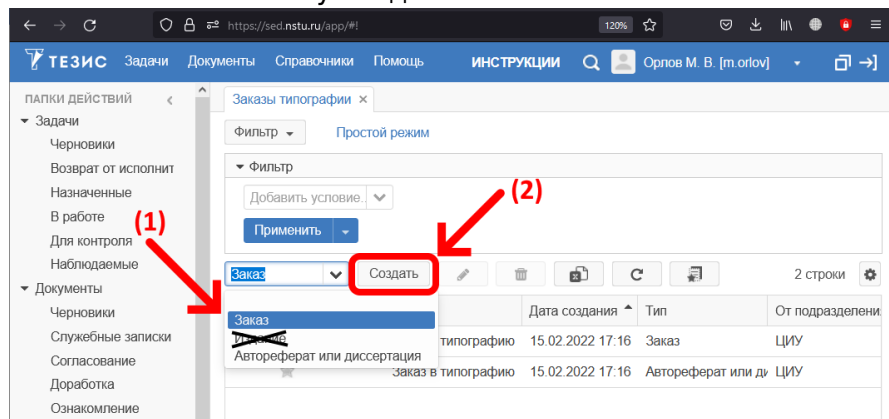 https://sed.nstu.ru/app/#!
120%
ТЕЗИС Задачи Документы Справочники Помощь ИНСТРУКЦИИ Орлов М. В. [m.orlov]
ПАПКИ ДЕЙСТВИЙ
Заказы типографии ×
Задачи
Фильтр
Простой режим
Черновики
Возврат от исполнит
Фильтр
Назначенные
Добавить условие..
(2)
В работе
(1)
Применить
Для контроля
Наблюдаемые
Заказ
Создать
2 строки
Документы
Черновики
Заказ
Дата создания
Тип
От подразделени
Служебные записки
типографию 15.02.2022 17:16 Заказ ЦИУ
Согласование
Автореферат или диссертация
Заказ в типографию 15.02.2022 17:16 Автореферат или ди ЦИУ
Доработка
Ознакомление